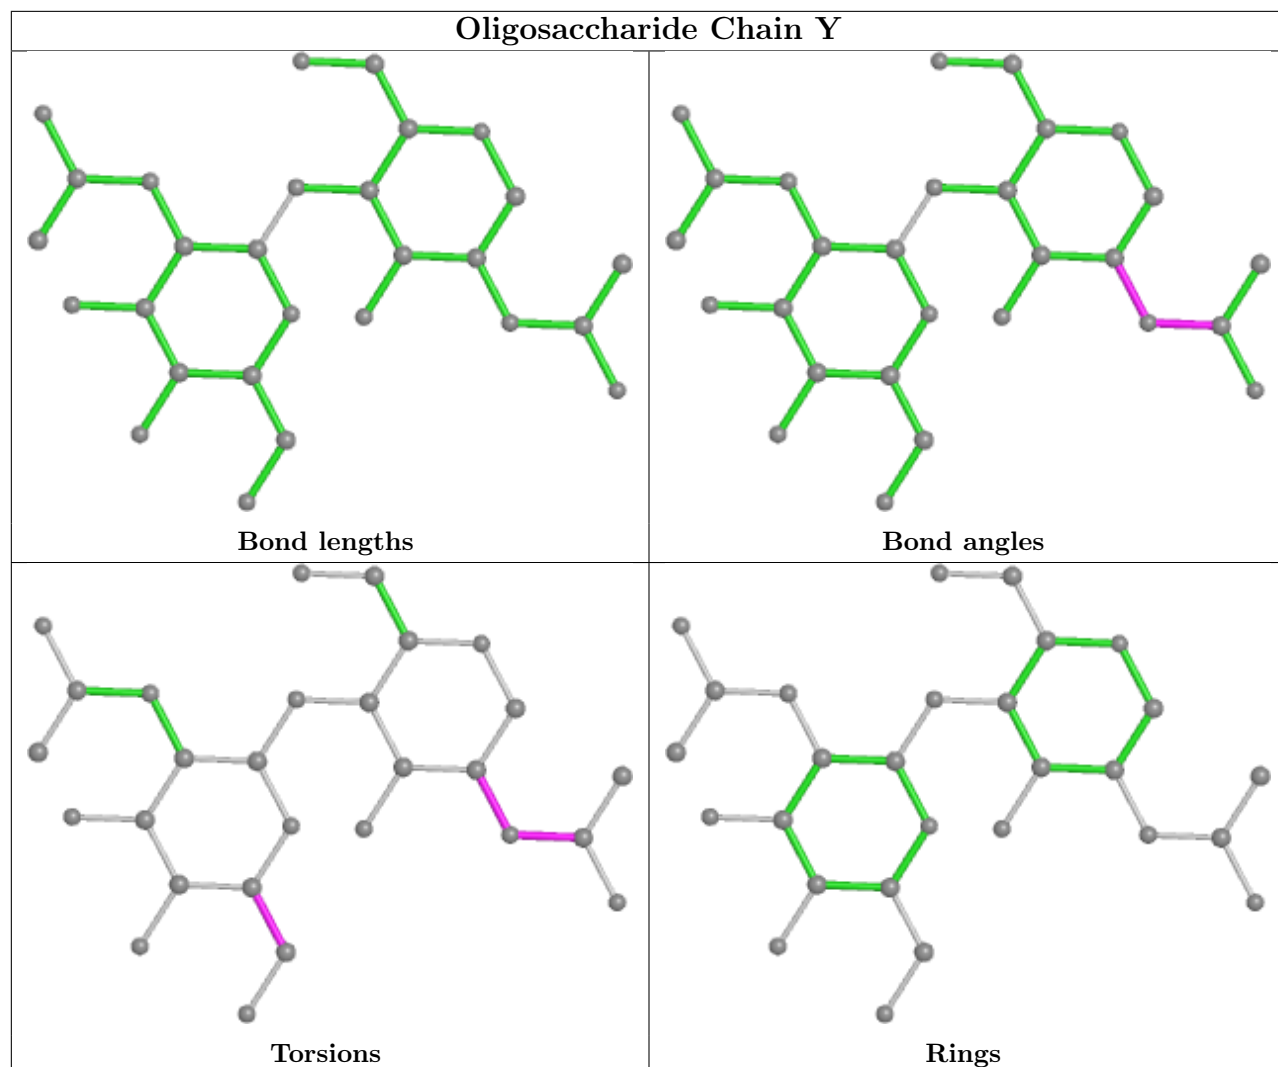 Oligosaccharide Chain Y
Bond lengths
Bond angles
Torsions
Rings